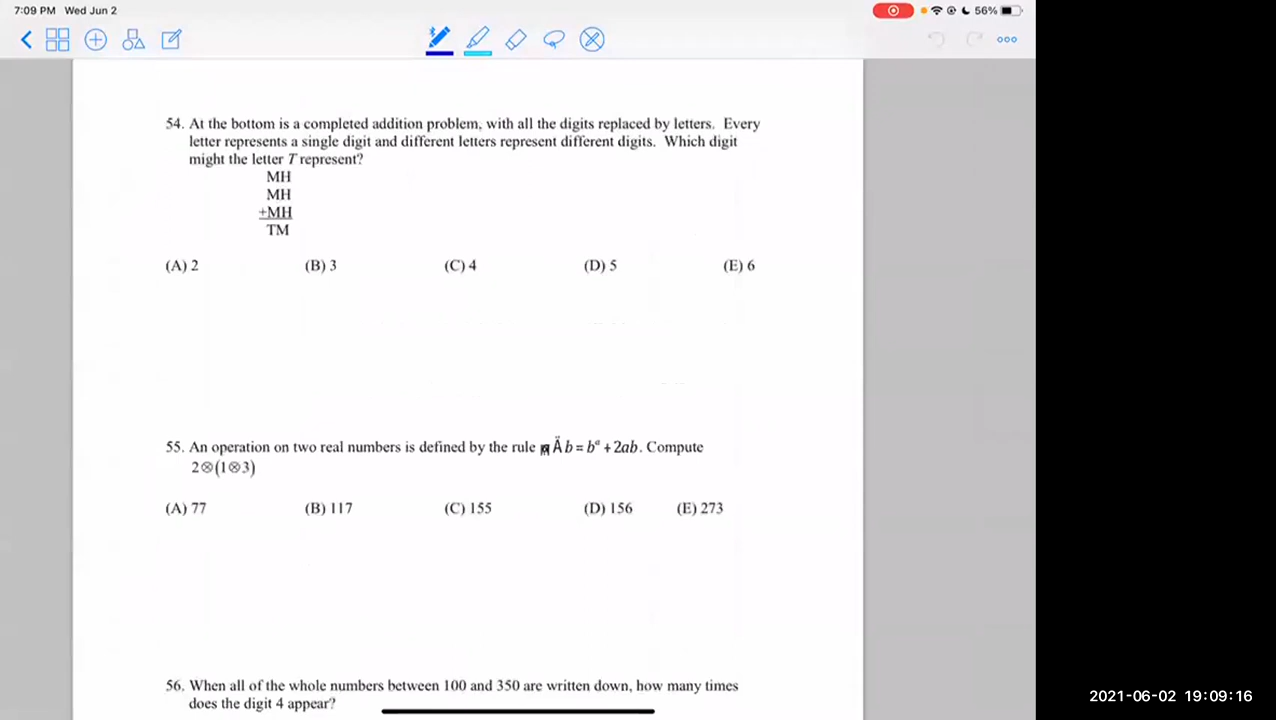 7:09 PM Wed Jun 2
56%
54. At the bottom is a completed addition problem, with all the digits replaced by letters. Every
letter represents a single digit and different letters represent different digits. Which digit
might the letter T represent?
MH
MH
+MH
TM
(A) 2 (B) 3 (C) 4 (D) 5 (E) 6
55. An operation on two real numbers is defined by the rule Ä b = bᵃ + 2ab. Compute
2⊗(1⊗3)
(A) 77 (B) 117 (C) 155 (D) 156 (E) 273
56. When all of the whole numbers between 100 and 350 are written down, how many times
does the digit 4 appear?
2021-06-02 19:09:16